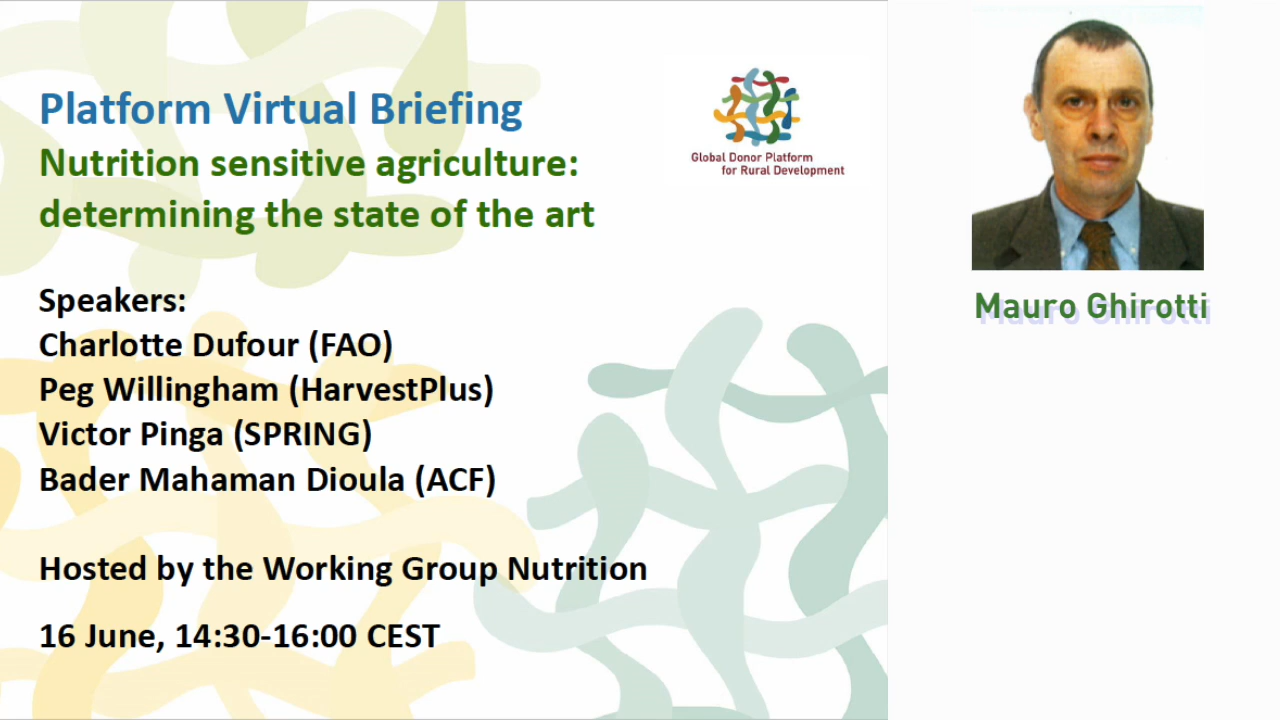 Platform Virtual Briefing
Nutrition sensitive agriculture:
determining the state of the art
Global Donor Platform
for Rural Development
Speakers:
Charlotte Dufour (FAO)
Peg Willingham (HarvestPlus)
Victor Pinga (SPRING)
Bader Mahaman Dioula (ACF)
Hosted by the Working Group Nutrition
16 June, 14:30-16:00 CEST
Mauro Ghirotti